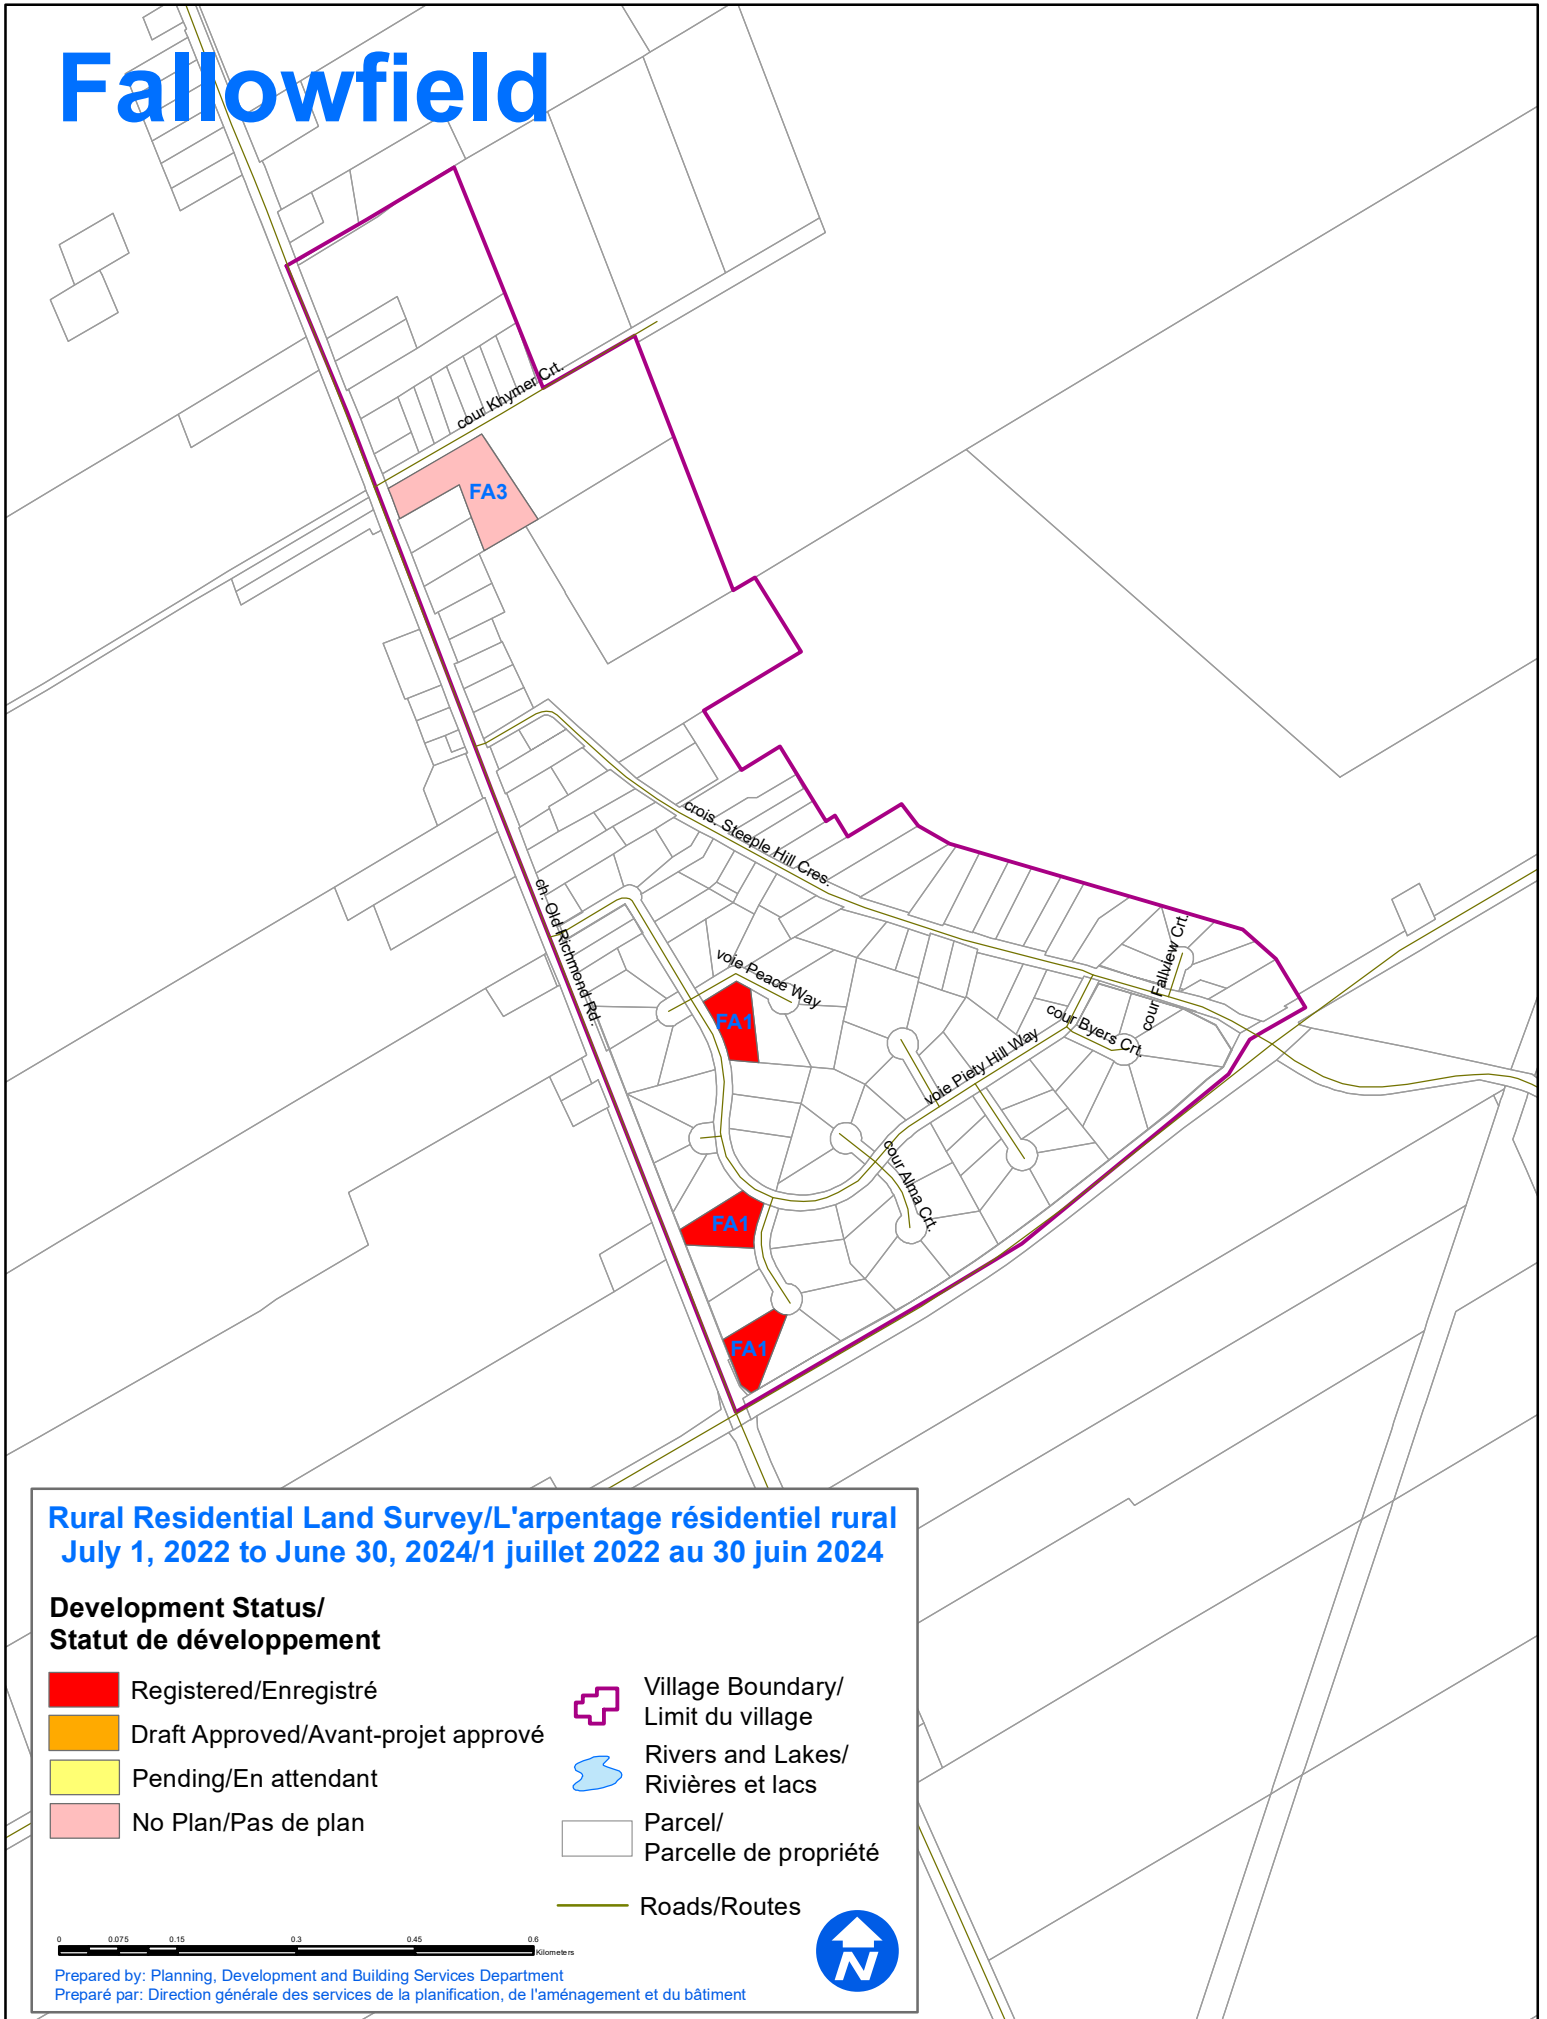 Fallowfield
cour Khymer Crt.
FA3
crois. Steeple Hill Cres.
ch. Old Richmond Rd.
voie Peace Way
cour Fallview Crt.
FA1
cour Byers Crt.
voie Piety Hill Way
cour Alma Crt.
FA1
FA1
Rural Residential Land Survey/L'arpentage résidentiel rural
July 1, 2022 to June 30, 2024/1 juillet 2022 au 30 juin 2024
Development Status/
Statut de développement
Registered/Enregistré
Draft Approved/Avant-projet apprové
Pending/En attendant
No Plan/Pas de plan
Village Boundary/
Limit du village
Rivers and Lakes/
Rivières et lacs
Parcel/
Parcelle de propriété
Roads/Routes
0 0.075 0.15 0.3 0.45 0.6
Kilometers
N
Prepared by: Planning, Development and Building Services Department
Preparé par: Direction générale des services de la planification, de l'aménagement et du bâtiment